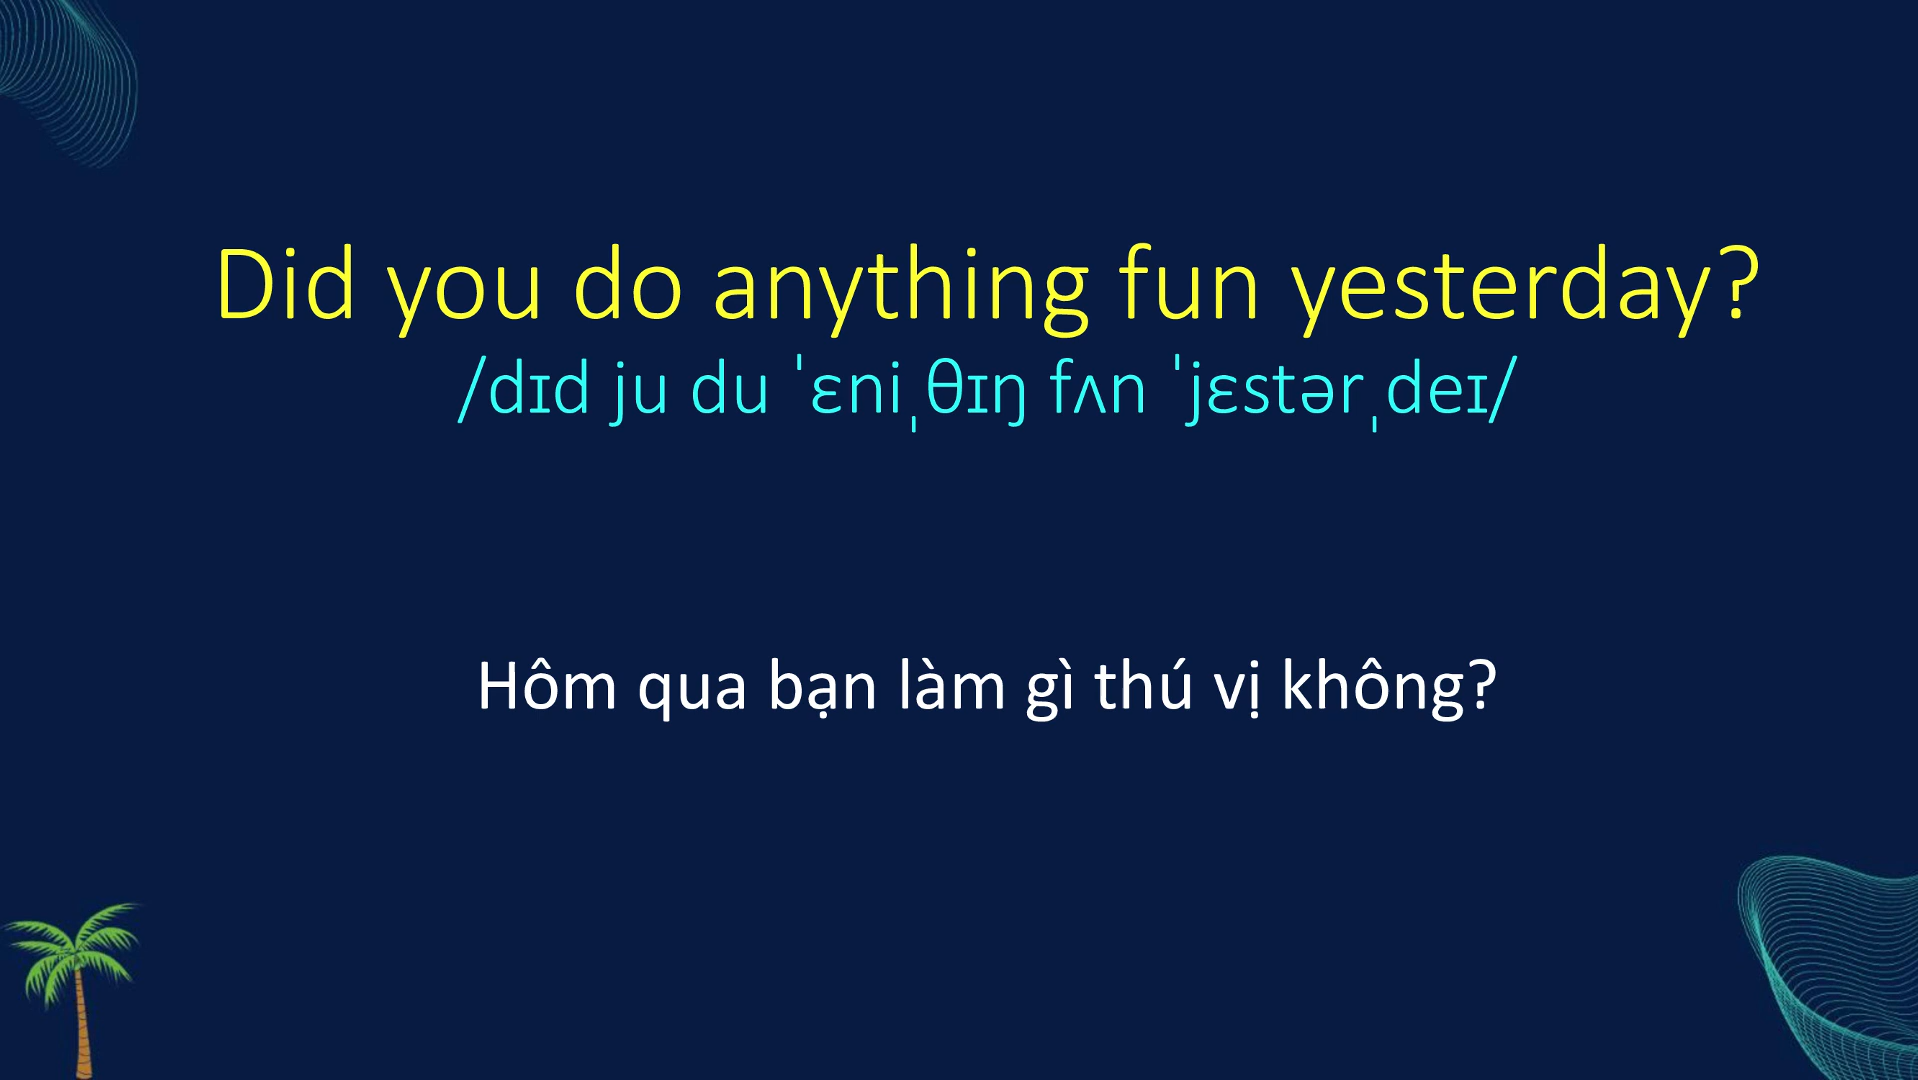 Did you do anything fun yesterday?
/dɪd ju du ˈɛniˌθɪŋ fʌn ˈjɛstərˌdeɪ/
Hôm qua bạn làm gì thú vị không?